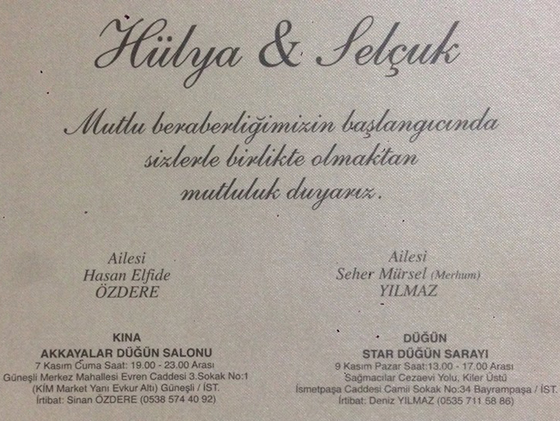 Hülya & Selçuk
Mutlu beraberliğimizin başlangıcında
sizlerle birlikte olmak'tan
mutluluk duyarız.
Ailesi
Hasan Elfide
ÖZDERE
Ailesi
Seher Mürsel (Merhum)
YILMAZ
KINA
AKKAYALAR DÜĞÜN SALONU
7 Kasım Cuma Saat: 19.00 - 23.00 Arası
Güneşli Merkez Mahallesi Evren Caddesi 3.Sokak No:1
(KİM Market Yanı Evkur Altı) Güneşli / İST.
İrtibat: Sinan ÖZDERE (0538 574 40 92)
DÜĞÜN
STAR DÜĞÜN SARAYI
9 Kasım Pazar Saat:13.00 - 17.00 Arası
Sağmacılar Cezaevi Yolu, Kiler Üstü
İsmetpaşa Caddesi Camii Sokak No:34 Bayrampaşa / İST.
İrtibat: Deniz YILMAZ (0535 711 58 86)